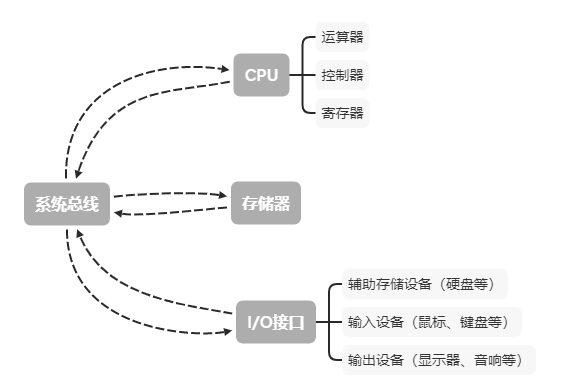 运算器
CPU
控制器
寄存器
系统总线
存储器
辅助存储设备（硬盘等）
I/O接口
输入设备（鼠标、键盘等）
输出设备（显示器、音响等）